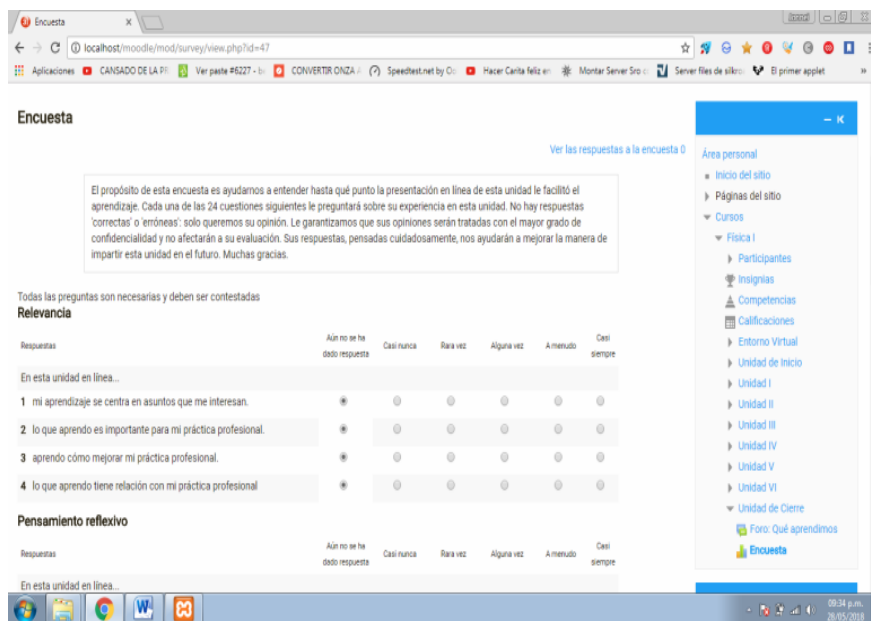 Encuesta
localhost/moodle/mod/survey/view.php?id=47
Aplicaciones CANSADO DE LA PR Ver paste #6227 - b CONVERTIR ONZA A Speedtest.net by Oo Hacer Carita feliz en Montar Server Sro Server files de silkro El primer applet »
Encuesta
Ver las respuestas a la encuesta 0
El propósito de esta encuesta es ayudarnos a entender hasta qué punto la presentación en línea de esta unidad le facilitó el
aprendizaje. Cada una de las 24 cuestiones siguientes le preguntará sobre su experiencia en esta unidad. No hay respuestas
'correctas' o 'erróneas': solo queremos su opinión. Le garantizamos que sus opiniones serán tratadas con el mayor grado de
confidencialidad y no afectarán a su evaluación. Sus respuestas, pensadas cuidadosamente, nos ayudarán a mejorar la manera de
impartir esta unidad en el futuro. Muchas gracias.
Todas las preguntas son necesarias y deben ser contestadas
Relevancia
Respuestas Aún no se ha dado respuesta Casi nunca Rara vez Alguna vez A menudo Casi siempre
En esta unidad en línea...
1 mi aprendizaje se centra en asuntos que me interesan.
2 lo que aprendo es importante para mi práctica profesional.
3 aprendo cómo mejorar mi práctica profesional.
4 lo que aprendo tiene relación con mi práctica profesional
Pensamiento reflexivo
Respuestas Aún no se ha dado respuesta Casi nunca Rara vez Alguna vez A menudo Casi siempre
En esta unidad en línea...
Área personal
Inicio del sitio
Páginas del sitio
Cursos
Física I
Participantes
Insignias
Competencias
Calificaciones
Entorno Virtual
Unidad de Inicio
Unidad I
Unidad II
Unidad III
Unidad IV
Unidad V
Unidad VI
Unidad de Cierre
Foro: Qué aprendimos
Encuesta
09:34 p.m.
28/05/2018